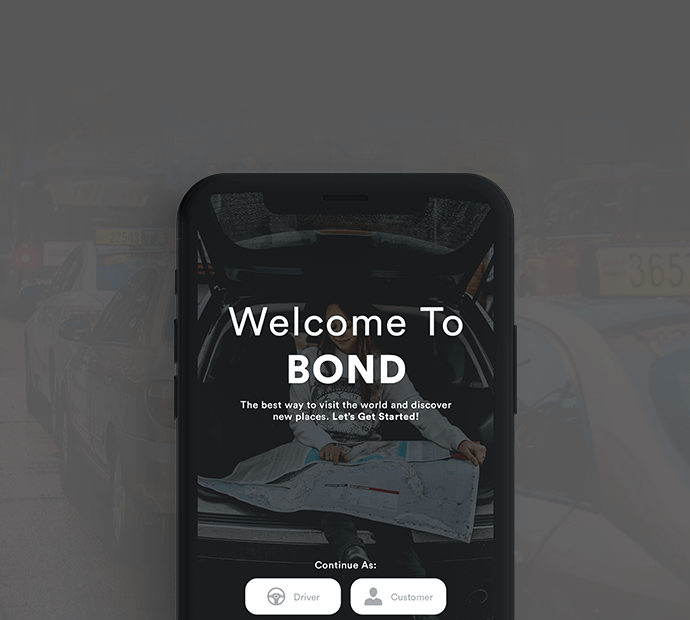 Welcome To
BOND
The best way to visit the world and discover
new places. Let's Get Started!
Continue As:
Driver
Customer
365